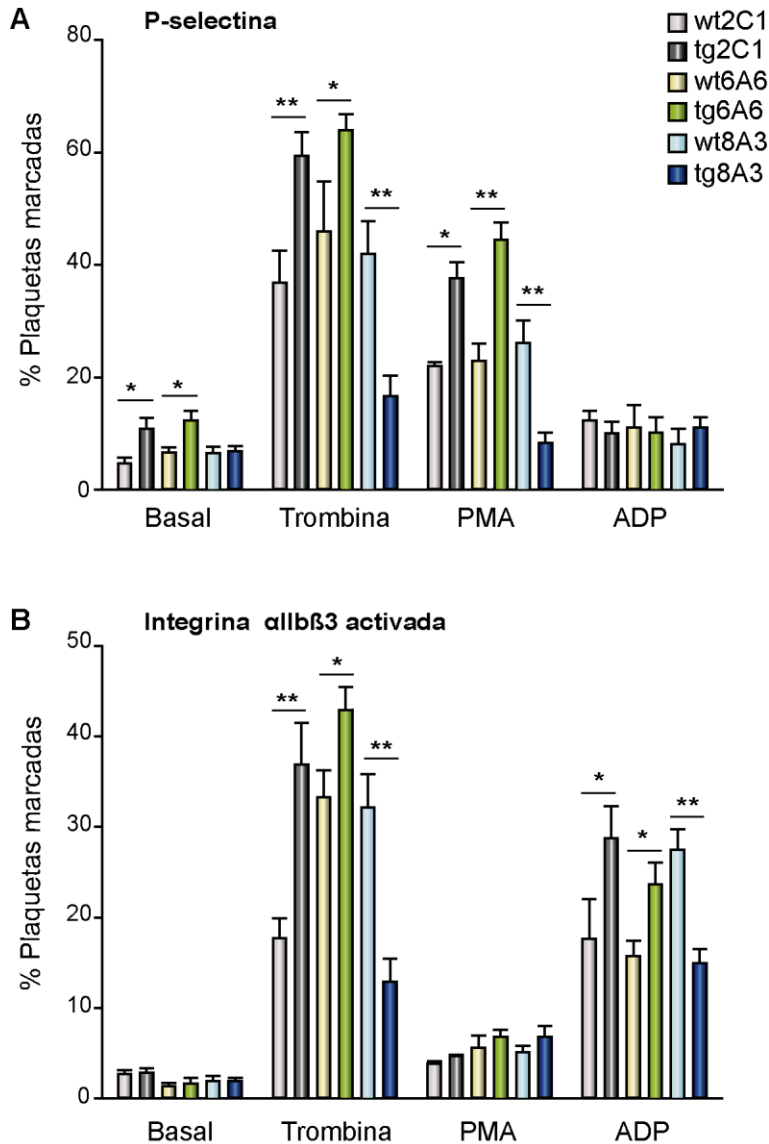 A P-selectina
wt2C1
tg2C1
wt6A6
tg6A6
wt8A3
tg8A3
% Plaquetas marcadas
80
60
40
20
0
* * ** * ** * ** **
Basal Trombina PMA ADP
B Integrina αIIbß3 activada
% Plaquetas marcadas
50
40
30
20
10
0
** * ** * * **
Basal Trombina PMA ADP